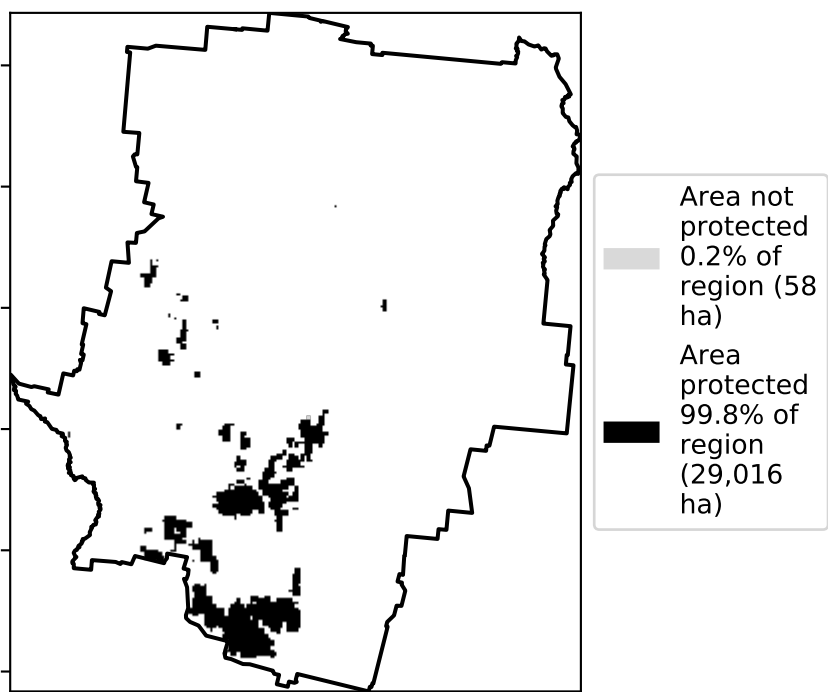 Area not
protected
0.2% of
region (58
ha)
Area
protected
99.8% of
region
(29,016
ha)